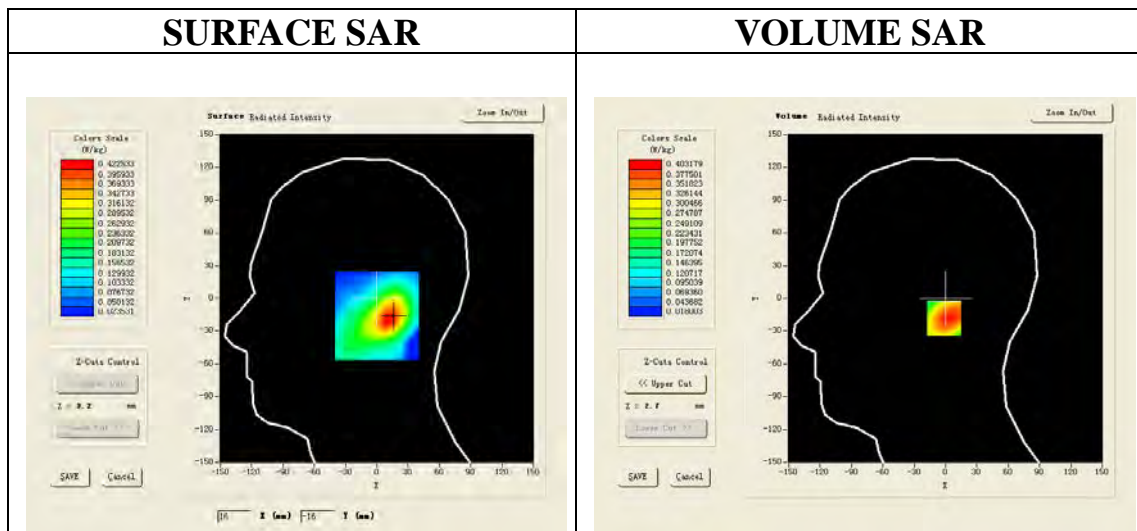 SURFACE SAR
Surface Radiated Intensity
Zoom In/Out
Colors Scale
(W/kg)
0.422533
0.395933
0.369333
0.342733
0.316132
0.289532
0.262932
0.236332
0.209732
0.183132
0.156532
0.129932
0.103332
0.076732
0.050132
0.023531
150
120
90
60
30
0
-30
-60
-90
-120
-150
-150 -120 -90 -60 -30 0 30 60 90 120 150
Z-Cuts Control
mm
SAVE Cancel
16 X (mm) -16 Y (mm)
VOLUME SAR
Volume Radiated Intensity
Zoom In/Out
Colors Scale
(W/kg)
0.403179
0.377501
0.351823
0.326144
0.300466
0.274787
0.249109
0.223431
0.197752
0.172074
0.146395
0.120717
0.095039
0.069360
0.043682
0.018003
150
120
90
60
30
0
-30
-60
-90
-120
-150
-150 -120 -90 -60 -30 0 30 60 90 120 150
Z-Cuts Control
<< Upper Cut
mm
Lower Cut >>
SAVE Cancel